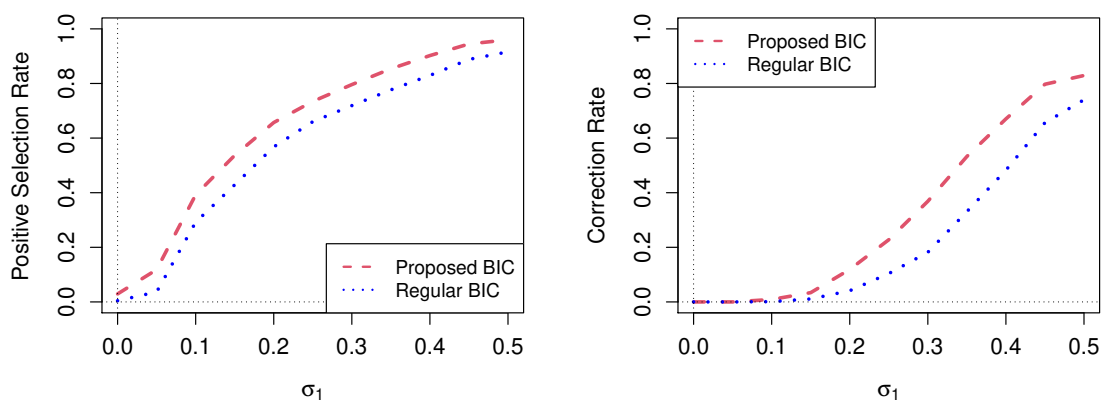 Positive Selection Rate
1.0
0.8
0.6
0.4
0.2
0.0
Proposed BIC
Regular BIC
0.0 0.1 0.2 0.3 0.4 0.5
σ1
Correction Rate
1.0
0.8
0.6
0.4
0.2
0.0
Proposed BIC
Regular BIC
0.0 0.1 0.2 0.3 0.4 0.5
σ1